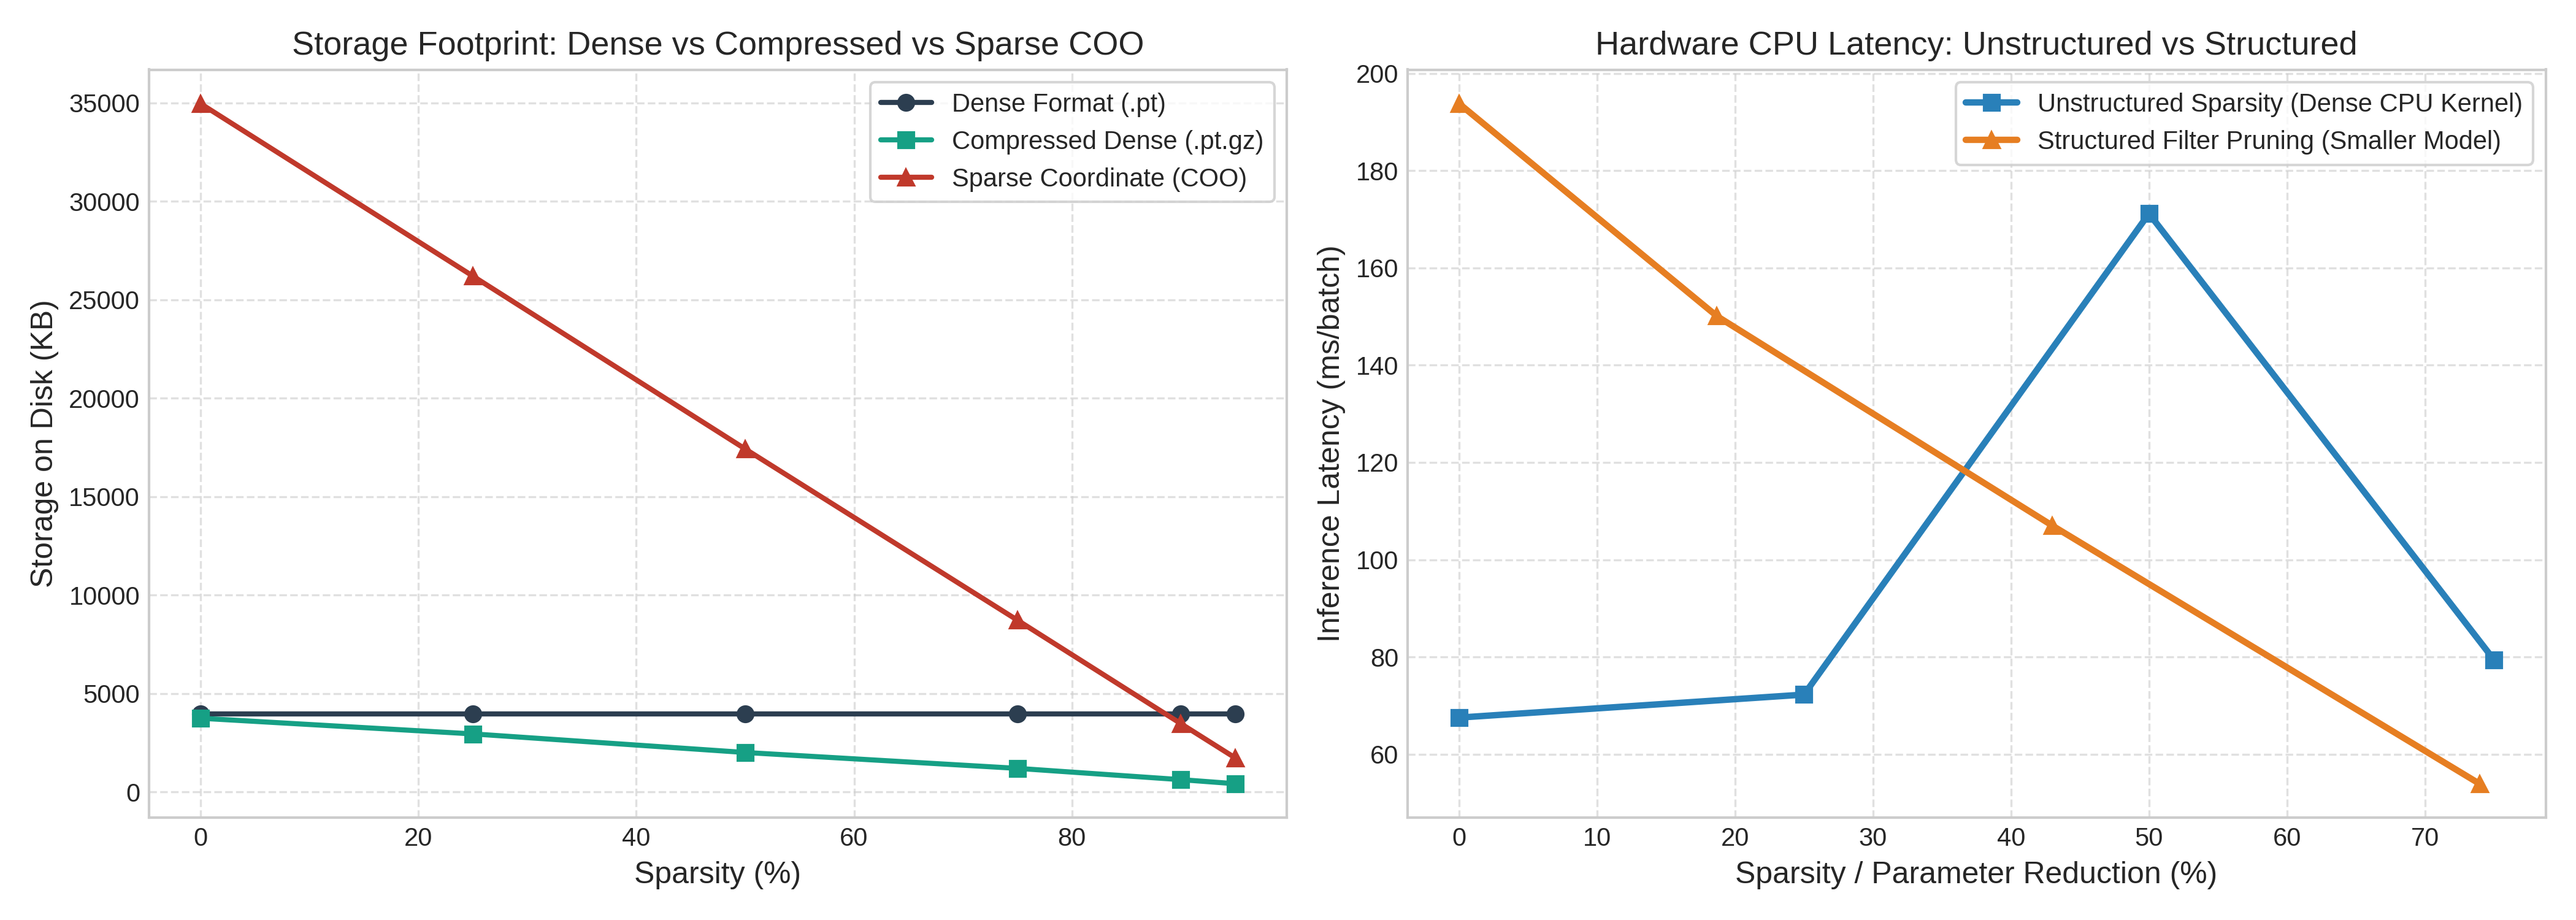 Storage Footprint: Dense vs Compressed vs Sparse COO
35000
30000
25000
20000
15000
10000
5000
0
Storage on Disk (KB)
Dense Format (.pt)
Compressed Dense (.pt.gz)
Sparse Coordinate (COO)
0 20 40 60 80
Sparsity (%)
Hardware CPU Latency: Unstructured vs Structured
200
180
160
140
120
100
80
60
Inference Latency (ms/batch)
Unstructured Sparsity (Dense CPU Kernel)
Structured Filter Pruning (Smaller Model)
0 10 20 30 40 50 60 70
Sparsity / Parameter Reduction (%)